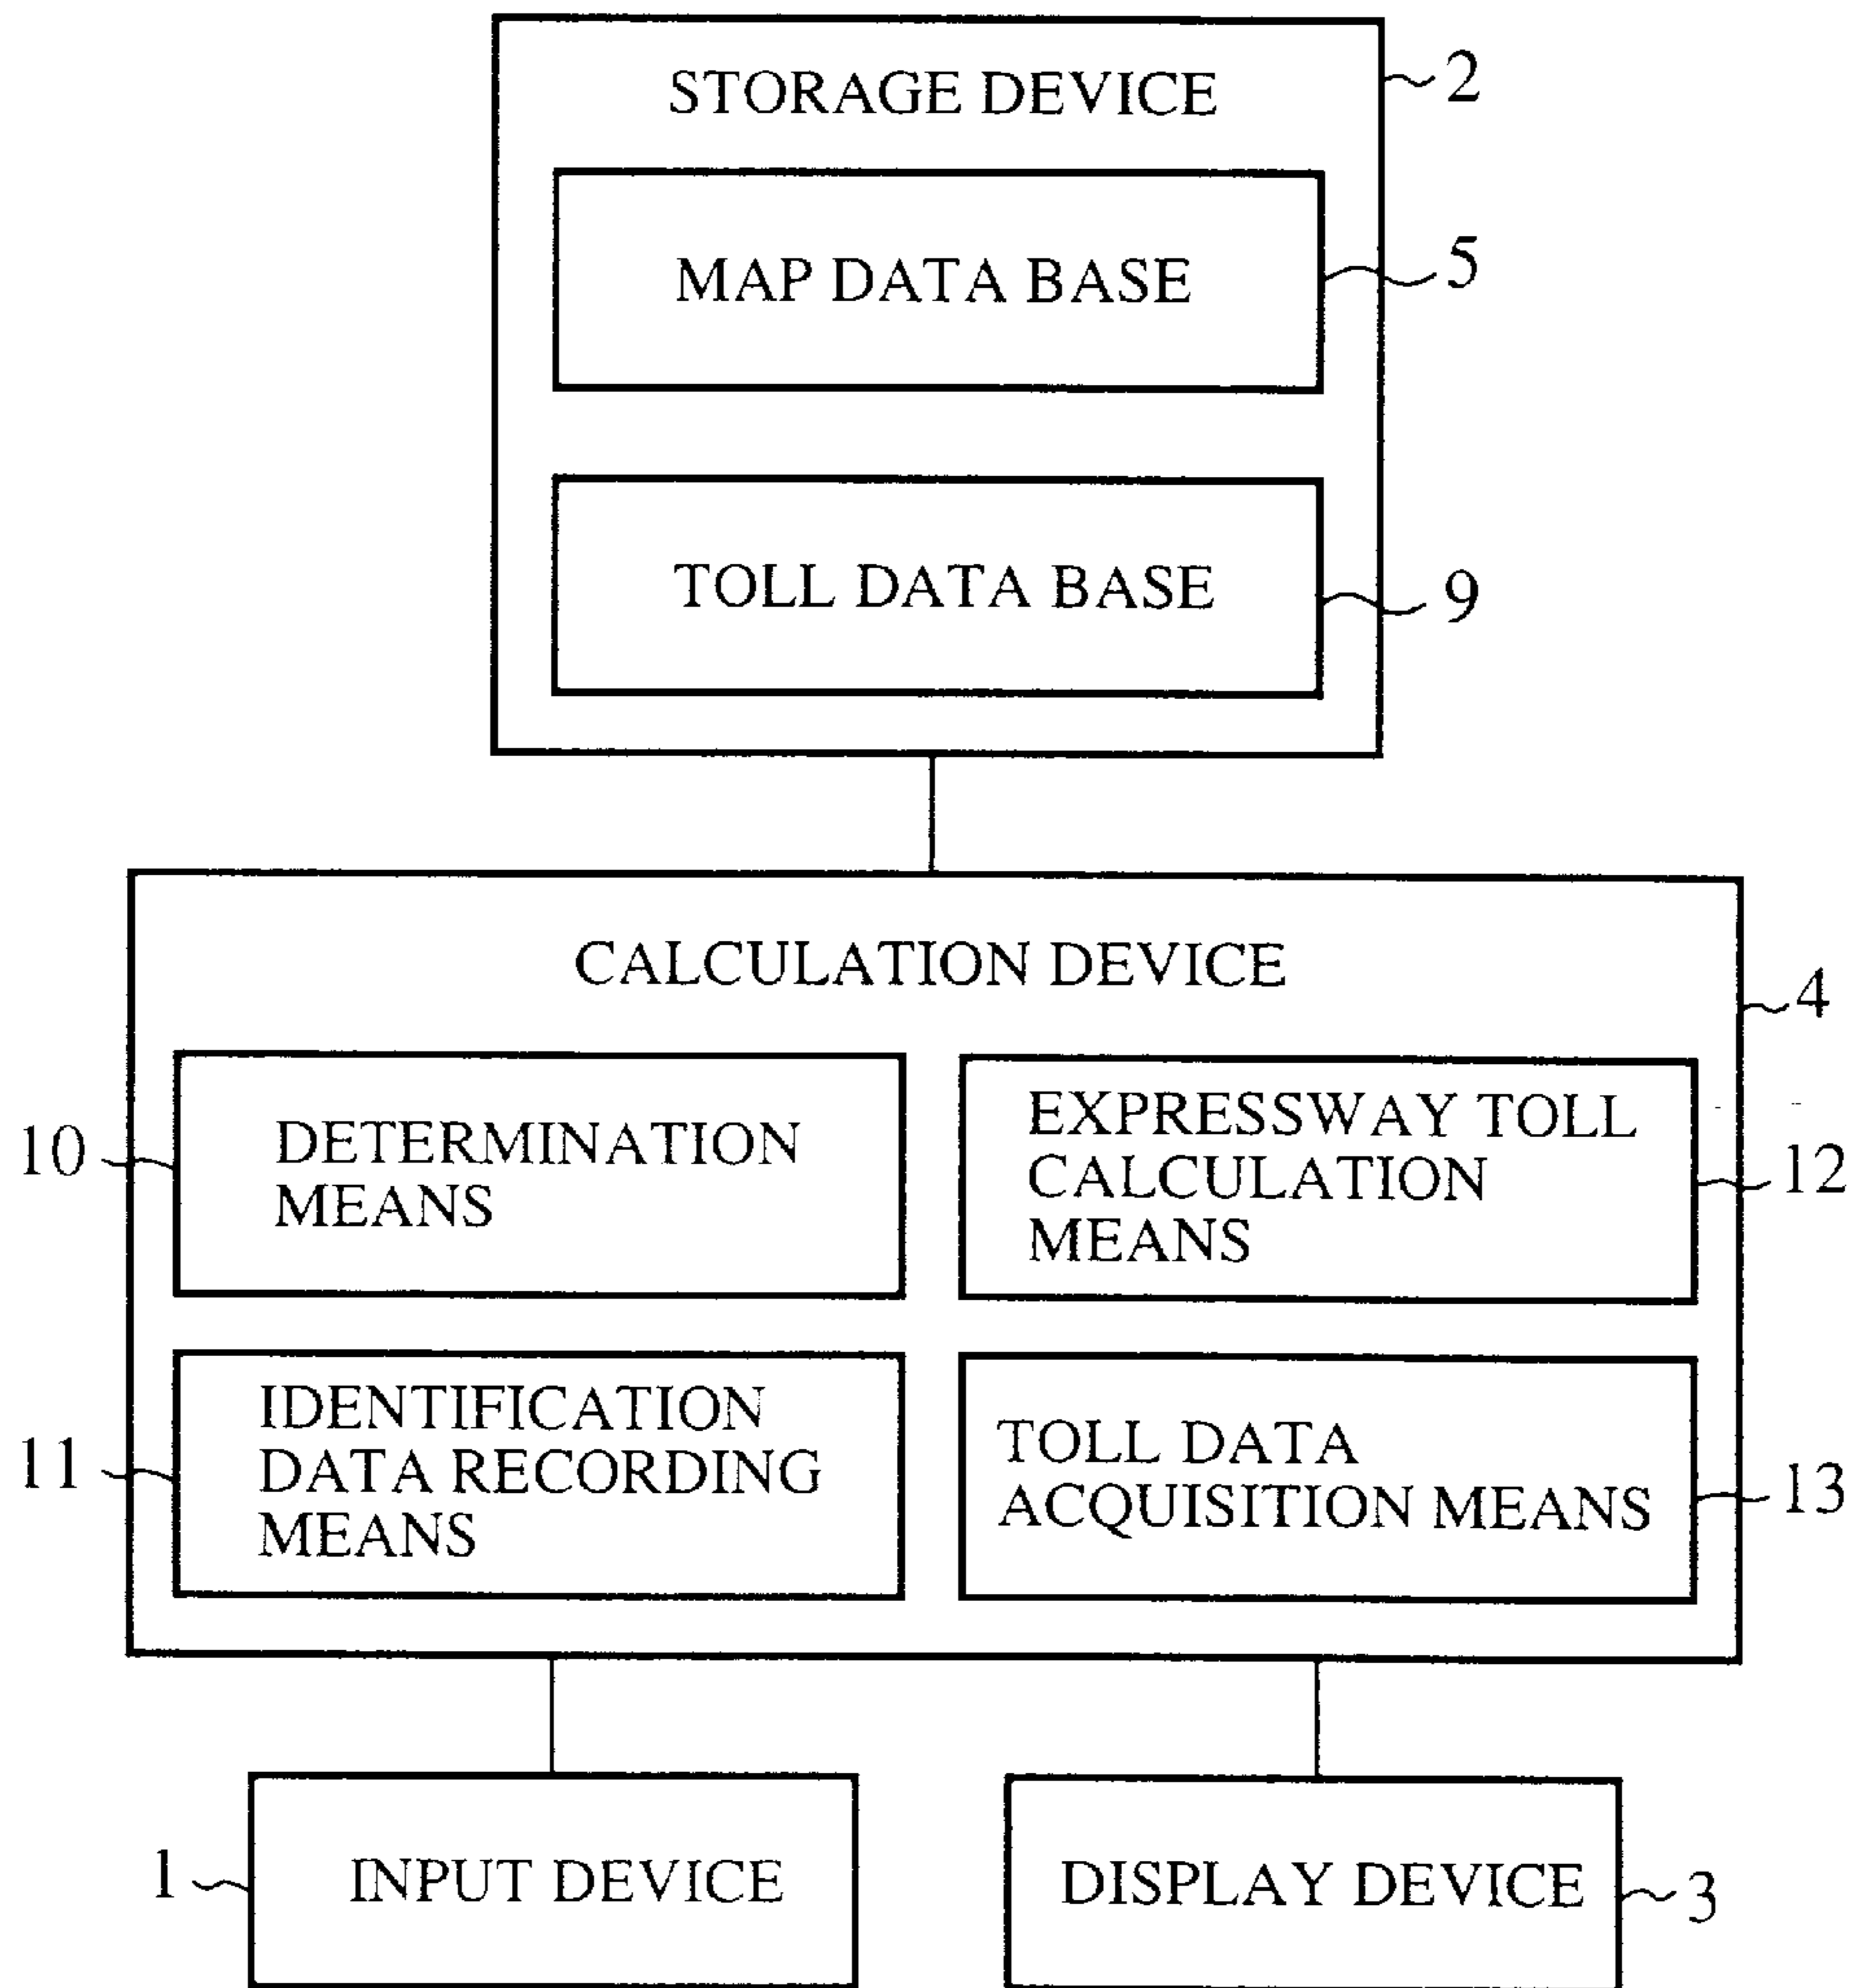 STORAGE DEVICE
2
MAP DATA BASE
5
TOLL DATA BASE
9
CALCULATION DEVICE
4
10
DETERMINATION
MEANS
EXPRESSWAY TOLL
CALCULATION
MEANS
12
11
IDENTIFICATION
DATA RECORDING
MEANS
TOLL DATA
ACQUISITION MEANS
13
1
INPUT DEVICE
DISPLAY DEVICE
3